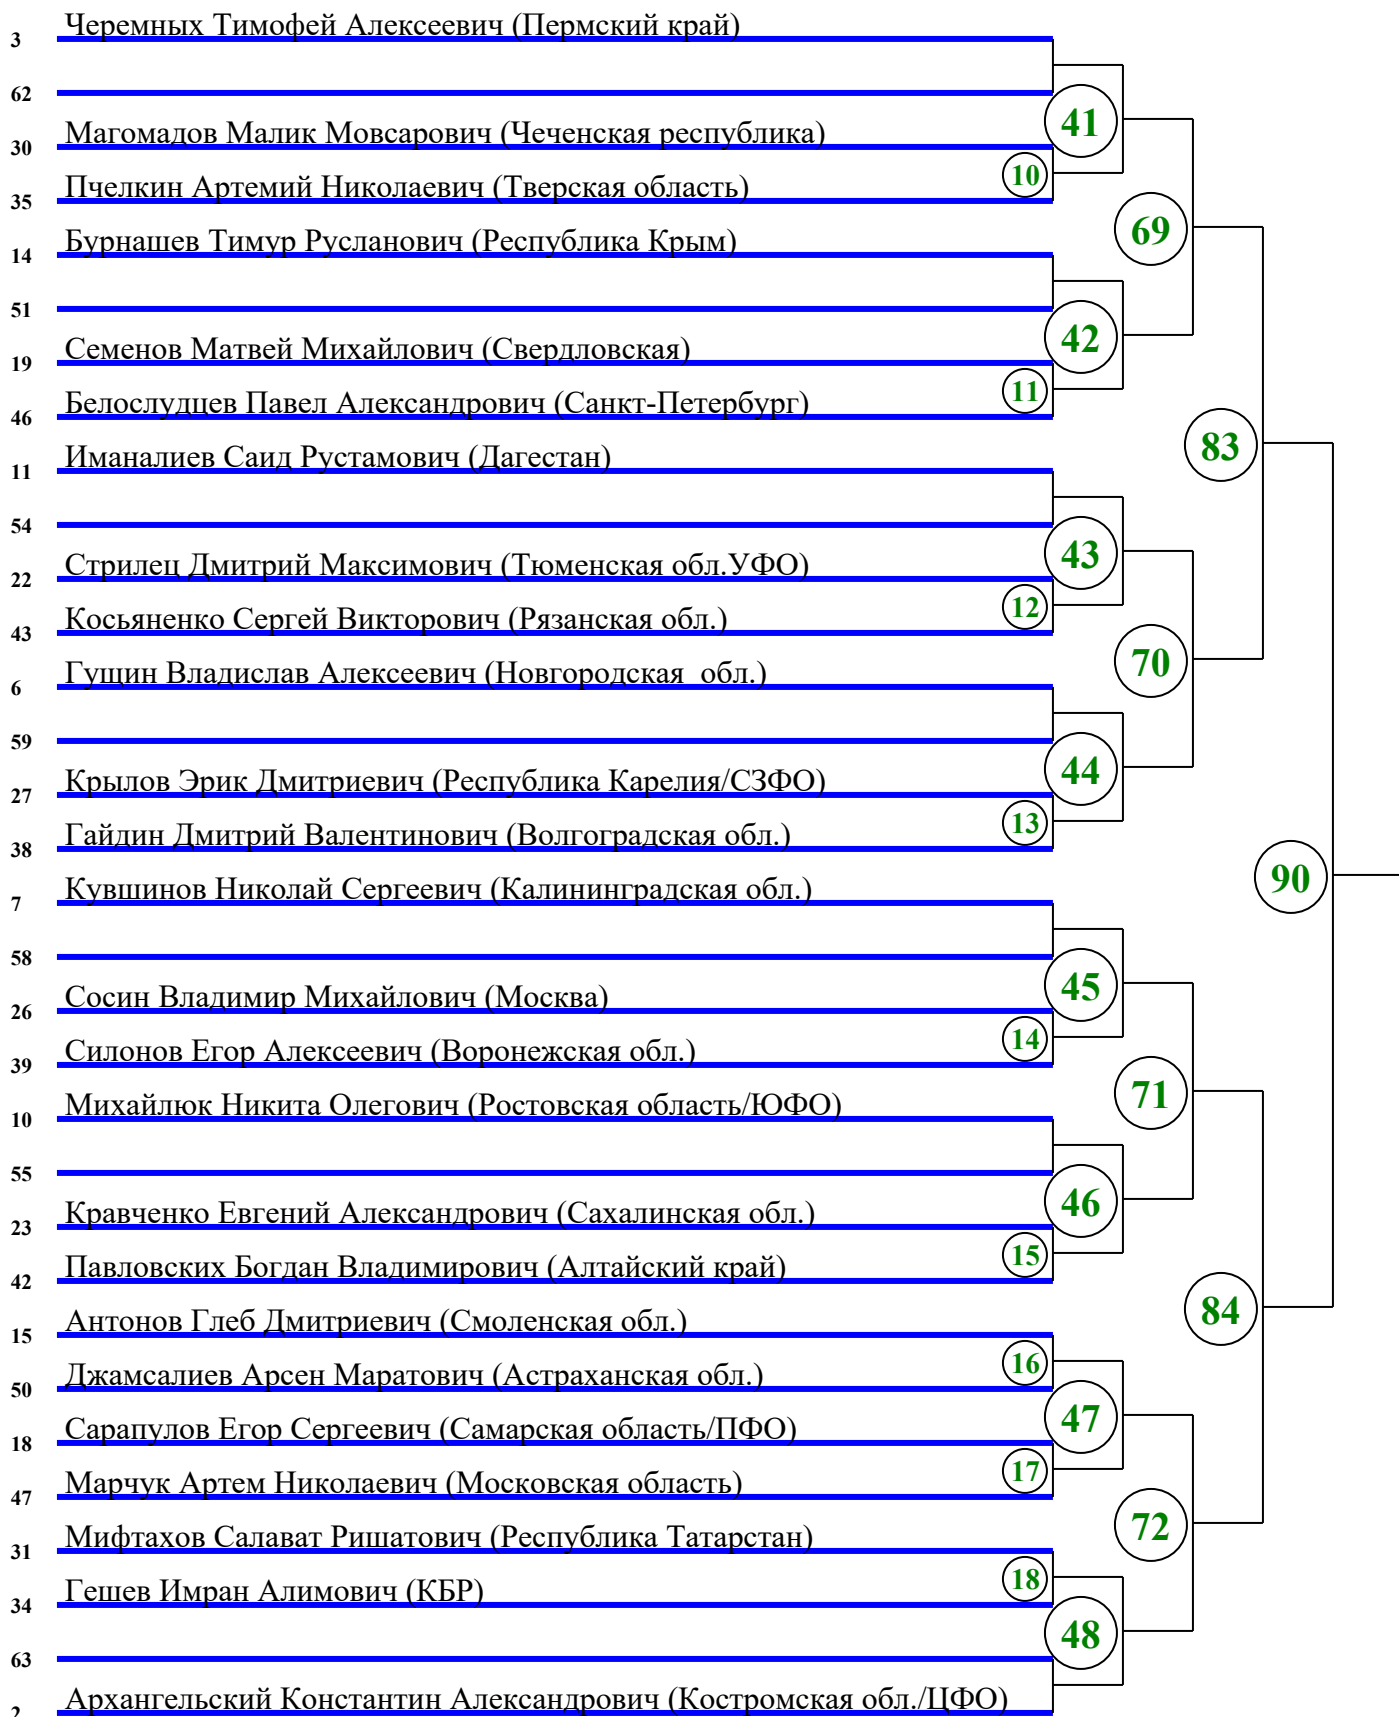 3 Черемных Тимофей Алексеевич (Пермский край)
62
41
30 Магомадов Малик Мовсарович (Чеченская республика)
10
35 Пчелкин Артемий Николаевич (Тверская область)
69
14 Бурнашев Тимур Русланович (Республика Крым)
51
42
19 Семенов Матвей Михайлович (Свердловская)
11
46 Белослудцев Павел Александрович (Санкт-Петербург)
83
11 Иманалиев Саид Рустамович (Дагестан)
54
43
22 Стрилец Дмитрий Максимович (Тюменская обл.УФО)
12
43 Косьяненко Сергей Викторович (Рязанская обл.)
70
6 Гущин Владислав Алексеевич (Новгородская  обл.)
59
44
27 Крылов Эрик Дмитриевич (Республика Карелия/СЗФО)
13
38 Гайдин Дмитрий Валентинович (Волгоградская обл.)
90
7 Кувшинов Николай Сергеевич (Калининградская обл.)
58
45
26 Сосин Владимир Михайлович (Москва)
14
39 Силонов Егор Алексеевич (Воронежская обл.)
71
10 Михайлюк Никита Олегович (Ростовская область/ЮФО)
55
46
23 Кравченко Евгений Александрович (Сахалинская обл.)
15
42 Павловских Богдан Владимирович (Алтайский край)
84
15 Антонов Глеб Дмитриевич (Смоленская обл.)
16
50 Джамсалиев Арсен Маратович (Астраханская обл.)
47
18 Сарапулов Егор Сергеевич (Самарская область/ПФО)
17
47 Марчук Артем Николаевич (Московская область)
72
31 Мифтахов Салават Ришатович (Республика Татарстан)
18
34 Гешев Имран Алимович (КБР)
48
63
2 Архангельский Константин Александрович (Костромская обл./ЦФО)